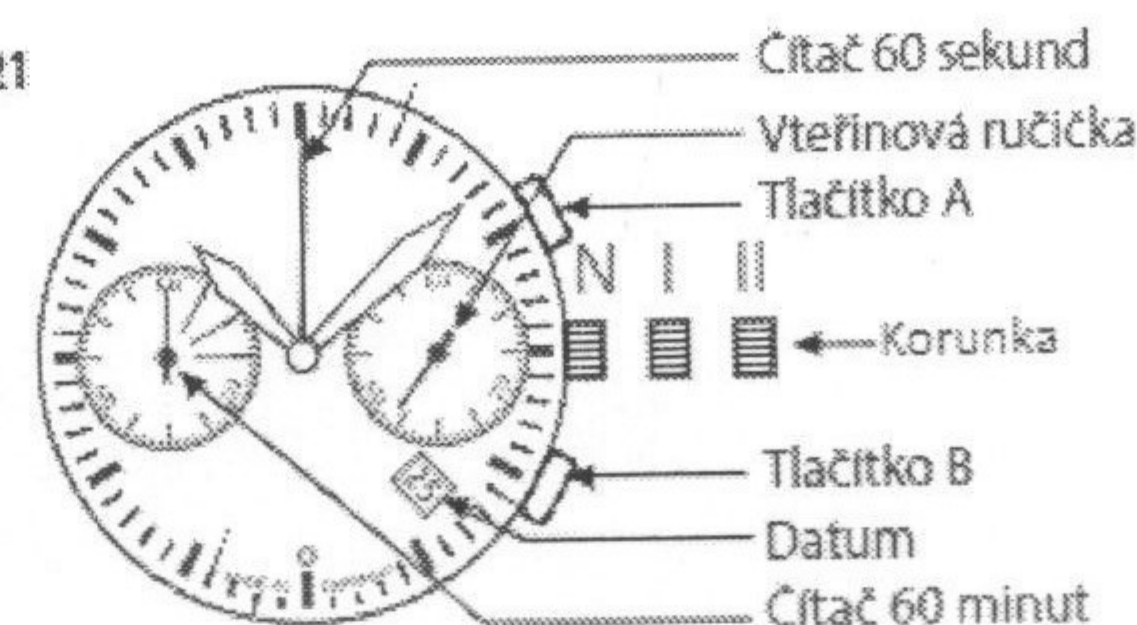 21
Čítač 60 sekund
Vteřinová ručička
Tlačítko A
N I II
Korunka
Tlačítko B
25
Datum
Čítač 60 minut